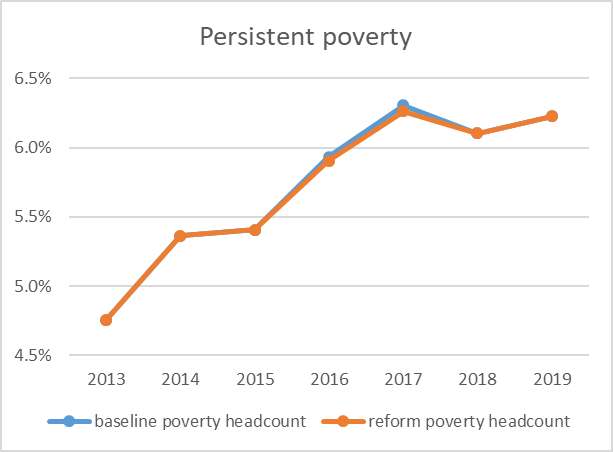 Persistent poverty
6.5%
6.0%
5.5%
5.0%
4.5%
2013 2014 2015 2016 2017 2018 2019
baseline poverty headcount reform poverty headcount